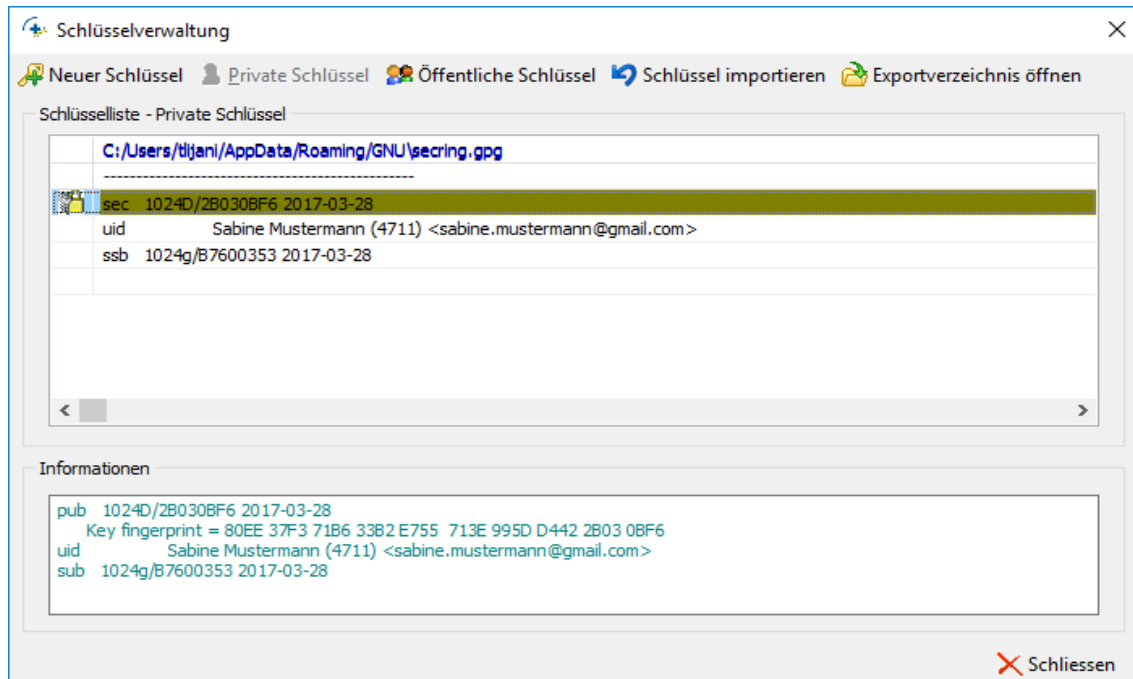 Schlüsselverwaltung
Neuer Schlüssel Private Schlüssel Öffentliche Schlüssel Schlüssel importieren Exportverzeichnis öffnen
Schlüsselliste - Private Schlüssel
C:/Users/tlijani/AppData/Roaming/GNU\secring.gpg
------------------------------------------------
sec 1024D/2B030BF6 2017-03-28
uid Sabine Mustermann (4711) <sabine.mustermann@gmail.com>
ssb 1024g/B7600353 2017-03-28
Informationen
pub 1024D/2B030BF6 2017-03-28
Key fingerprint = 80EE 37F3 71B6 33B2 E755 713E 995D D442 2B03 0BF6
uid Sabine Mustermann (4711) <sabine.mustermann@gmail.com>
sub 1024g/B7600353 2017-03-28
Schliessen